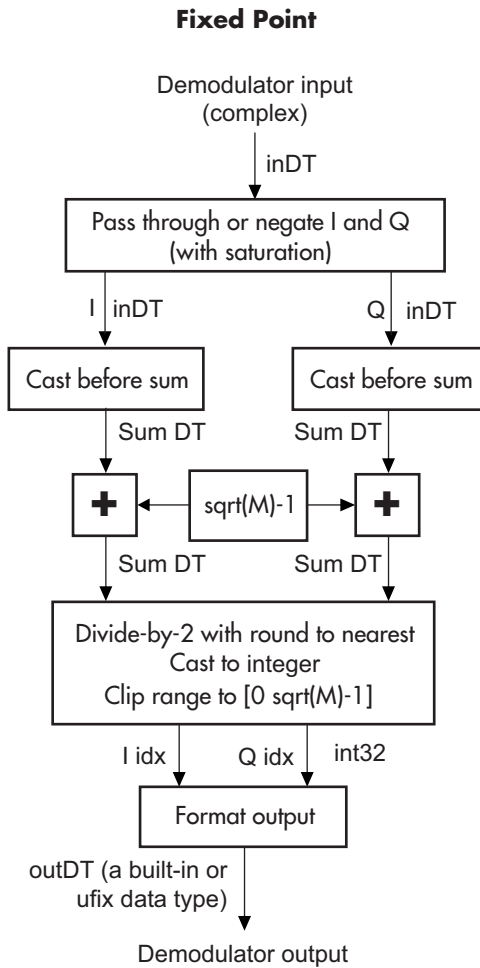 Fixed Point
Demodulator input
(complex)
inDT
Pass through or negate I and Q
(with saturation)
I inDT
Q inDT
Cast before sum
Cast before sum
Sum DT
Sum DT
+
sqrt(M)-1
+
Sum DT
Sum DT
Divide-by-2 with round to nearest
Cast to integer
Clip range to [0 sqrt(M)-1]
I idx
Q idx
int32
Format output
outDT (a built-in or
ufix data type)
Demodulator output